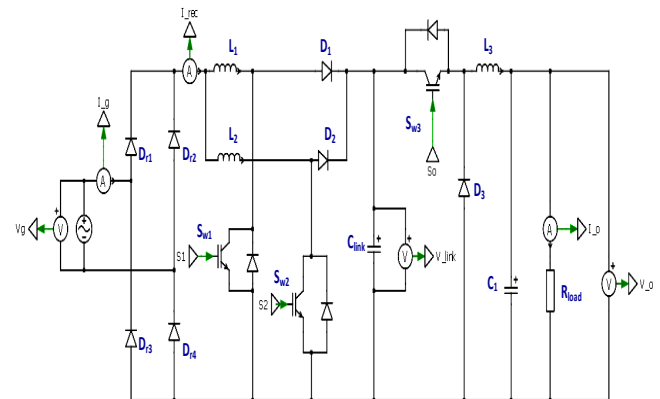 I_rec
L₁
D₁
L₃
A
I_g
L₂
D₂
Sw3
Dr1
Dr2
So
A
D₃
Vg
V
+
Sw1
S1
Clink
+
V
+
V_link
A
I_o
Sw2
S2
C₁
+
Rload
V
+
V_o
Dr3
Dr4